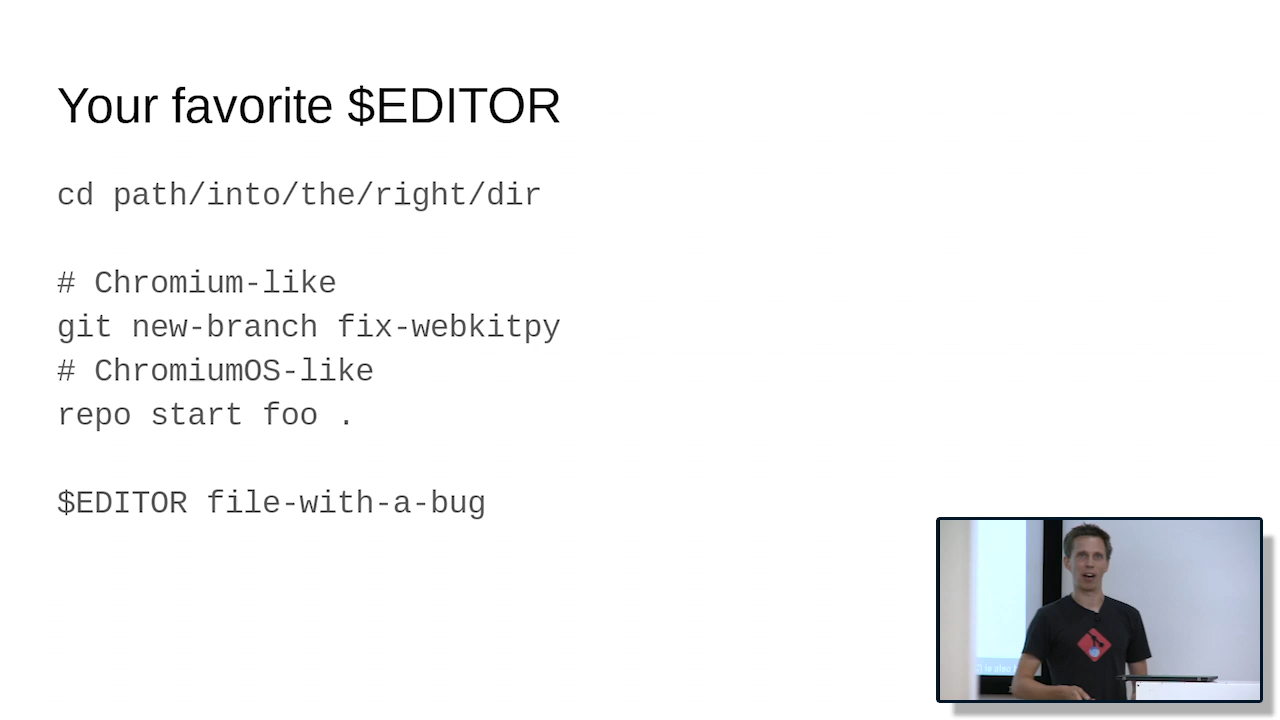 Your favorite $EDITOR
cd path/into/the/right/dir
# Chromium-like
git new-branch fix-webkitpy
# ChromiumOS-like
repo start foo .
$EDITOR file-with-a-bug